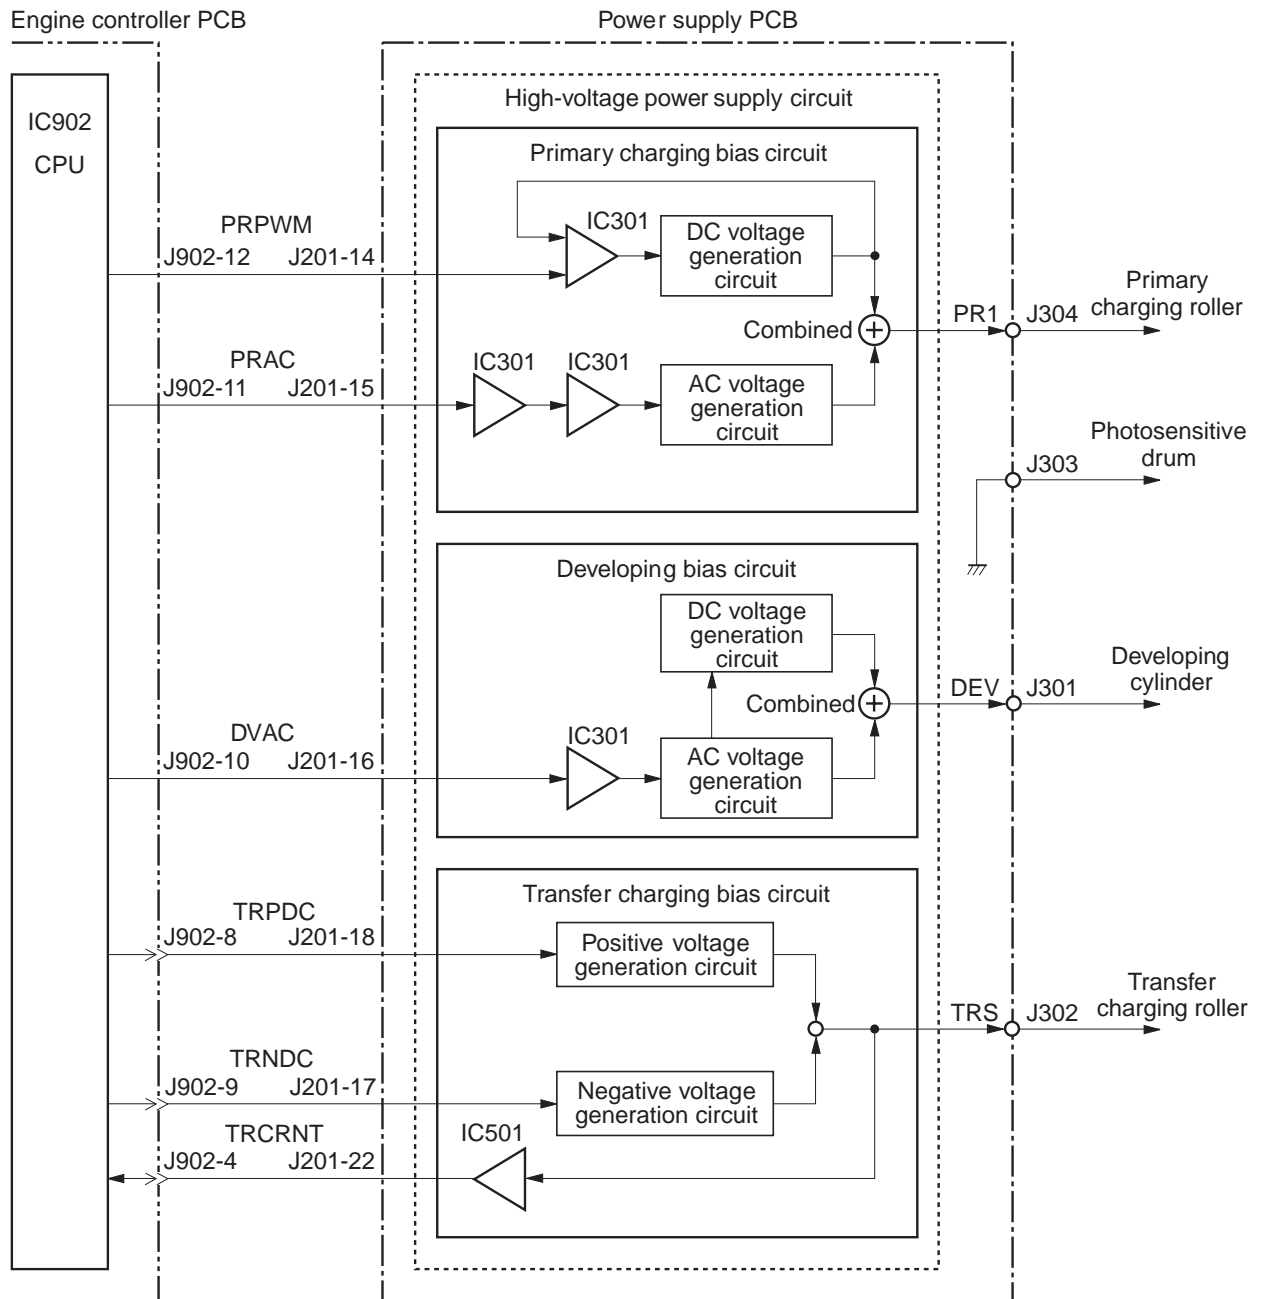 Engine controller PCB
Power supply PCB
IC902
CPU
High-voltage power supply circuit
Primary charging bias circuit
PRPWM
J902-12 J201-14
IC301
DC voltage
generation
circuit
Combined
PR1
J304
Primary
charging roller
PRAC
J902-11 J201-15
IC301
IC301
AC voltage
generation
circuit
Photosensitive
drum
J303
Developing bias circuit
DC voltage
generation
circuit
Combined
DEV
J301
Developing
cylinder
DVAC
J902-10 J201-16
IC301
AC voltage
generation
circuit
Transfer charging bias circuit
TRPDC
J902-8 J201-18
Positive voltage
generation circuit
TRS
J302
Transfer
charging roller
TRNDC
J902-9 J201-17
Negative voltage
generation circuit
TRCRNT
J902-4 J201-22
IC501